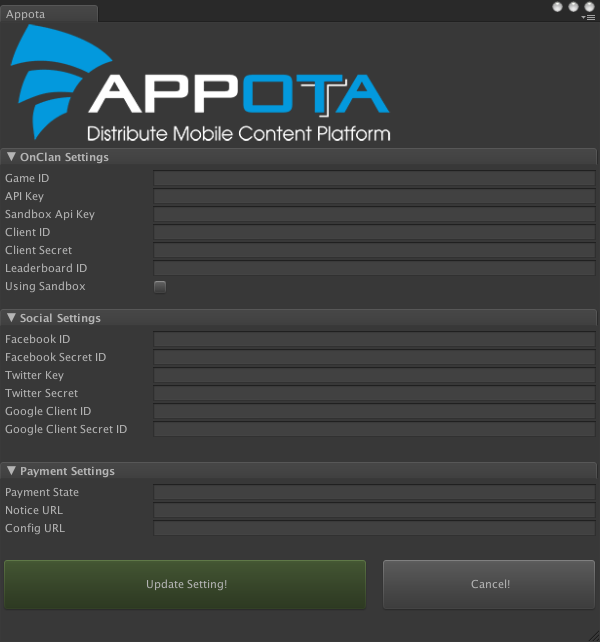 Appota
APPOTA
Distribute Mobile Content Platform
OnClan Settings
Game ID
API Key
Sandbox Api Key
Client ID
Client Secret
Leaderboard ID
Using Sandbox
Social Settings
Facebook ID
Facebook Secret ID
Twitter Key
Twitter Secret
Google Client ID
Google Client Secret ID
Payment Settings
Payment State
Notice URL
Config URL
Update Setting! Cancel!